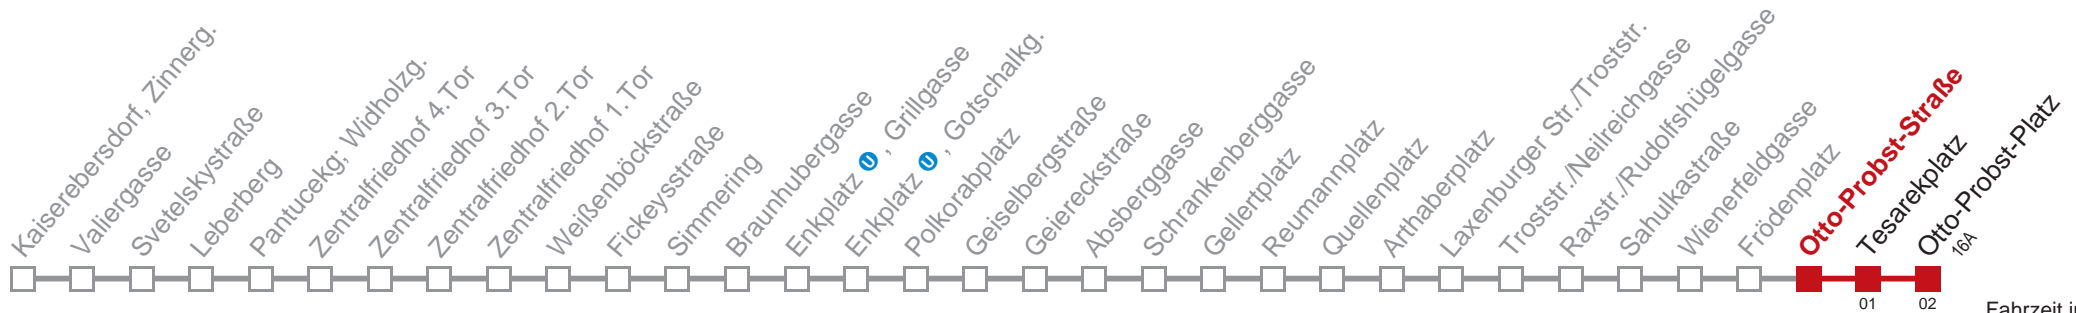 Kaiserebersdorf, Zinnerg.
Valiergasse
Svetelskystraße
Leberberg
Pantucekg; Widholzg.
Zentralfriedhof 4.Tor
Zentralfriedhof 3.Tor
Zentralfriedhof 2.Tor
Zentralfriedhof 1.Tor
Weißenböckstraße
Fickeysstraße
Simmering
Braunhubergasse
Enkplatz U , Grillgasse
Enkplatz U , Gotschalkg.
Polkorabplatz
Geiselbergstraße
Geiereckstraße
Absberggasse
Schrankenberggasse
Gellertplatz
Reumannplatz
Quellenplatz
Arthaberplatz
Laxenburger Str./Troststr.
Troststr./Neilreichgasse
Raxstr./Rudolfshügelgasse
Sahulkastraße
Wienerfeldgasse
Frödenplatz
Otto-Probst-Straße
Tesarekplatz
Otto-Probst-Platz
16A
01
02
Fahrzeit i